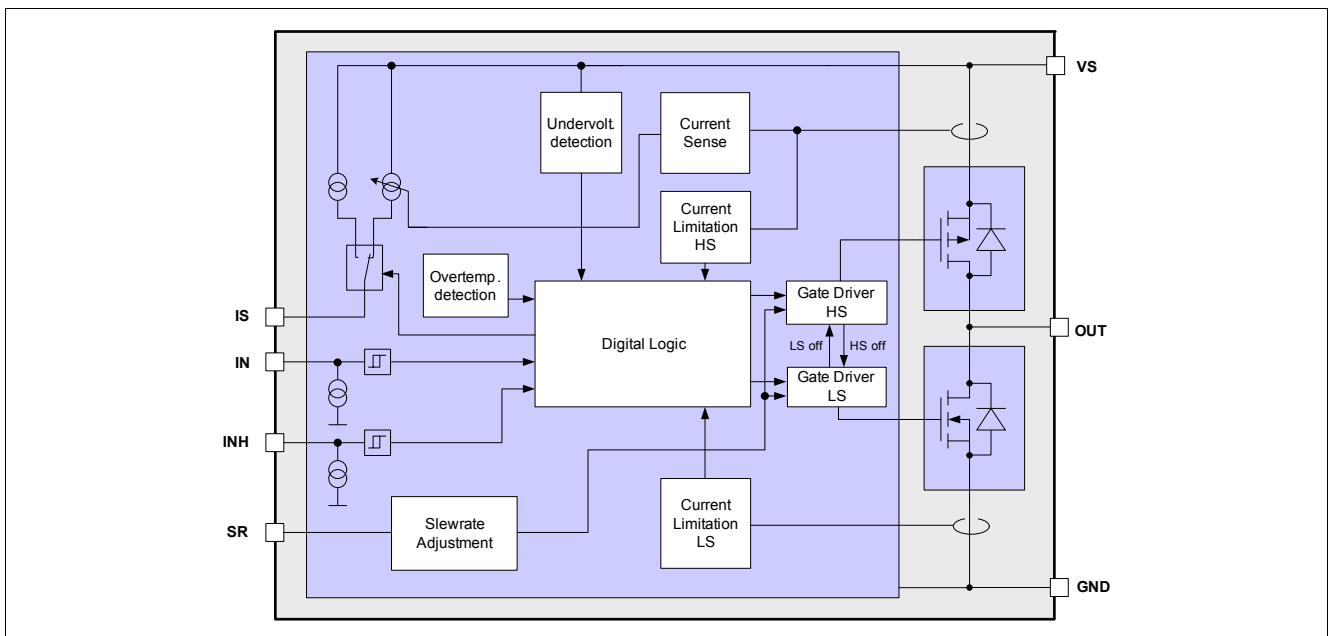 VS
Undervolt.
detection
Current
Sense
Current
Limitation
HS
Overtemp.
detection
Gate Driver
HS
IS
OUT
Digital Logic
LS off
HS off
IN
Gate Driver
LS
INH
Current
Limitation
LS
SR
Slewrate
Adjustment
GND